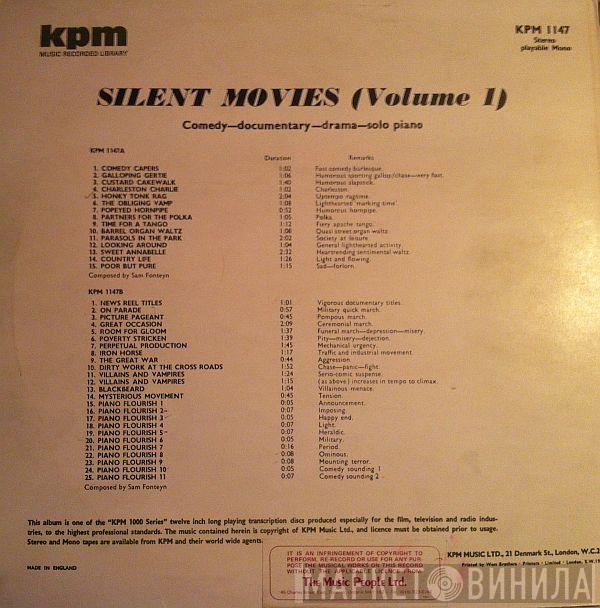 kpm
MUSIC RECORDED LIBRARY
KPM 1147
Stereo
playable Mono
SILENT MOVIES (Volume 1)
Comedy—documentary—drama—solo piano
KPM 1147A Duration Remarks
1. COMEDY CAPERS 1:02 Fast comedy burlesque.
2. GALLOPING GERTIE 1:06 Humorous sporting gallop/chase—very fast.
3. CUSTARD CAKEWALK 1:40 Humorous slapstick.
4. CHARLESTON CHARLIE 1:02 Charleston.
5. HONKY TONK RAG 2:04 Uptempo ragtime.
6. THE OBLIGING VAMP 1:08 Lighthearted 'marking time'.
7. POPEYED HORNPIPE 0:52 Humorous hornpipe.
8. PARTNERS FOR THE POLKA 1:05 Polka.
9. TIME FOR A TANGO 1:12 Fiery apache tango.
10. BARREL ORGAN WALTZ 1:08 Quasi street organ waltz.
11. PARASOLS IN THE PARK 2:02 Society at leisure
12. LOOKING AROUND 1:04 General lighthearted activity.
13. SWEET ANNABELLE 2:32 Heartrending sentimental waltz.
14. COUNTRY LIFE 1:26 Light and flowing.
15. POOR BUT PURE 1:15 Sad—forlorn.
Composed by Sam Fonteyn
KPM 1147B
1. NEWS REEL TITLES 1:01 Vigorous documentary titles.
2. ON PARADE 0:57 Military quick march.
3. PICTURE PAGEANT 0:45 Pompous march.
4. GREAT OCCASION 2:09 Ceremonial march.
5. ROOM FOR GLOOM 1:37 Funeral march—depression—misery.
6. POVERTY STRICKEN 1:39 Pity—misery—dejection.
7. PERPETUAL PRODUCTION 1:45 Mechanical urgency.
8. IRON HORSE 1:17 Traffic and industrial movement.
9. THE GREAT WAR 0:44 Aggression.
10. DIRTY WORK AT THE CROSS ROADS 1:52 Chase—panic—fight.
11. VILLAINS AND VAMPIRES 1:24 Serio-comic suspense.
12. VILLAINS AND VAMPIRES 1:15 (as above) increases in tempo to climax.
13. BLACKBEARD 1:04 Villainous menace.
14. MYSTERIOUS MOVEMENT 0:45 Tension.
15. PIANO FLOURISH 1 0:05 Announcement.
16. PIANO FLOURISH 2 0:07 Imposing.
17. PIANO FLOURISH 3 0:07 Happy end.
18. PIANO FLOURISH 4 0:07 Light.
19. PIANO FLOURISH 5 0:07 Heraldic.
20. PIANO FLOURISH 6 0:05 Military.
21. PIANO FLOURISH 7 0:16 Period.
22. PIANO FLOURISH 8 0:08 Ominous.
23. PIANO FLOURISH 9 0:08 Mounting terror.
24. PIANO FLOURISH 10 0:05 Comedy sounding 1
25. PIANO FLOURISH 11 0:07 Comedy sounding 2
Composed by Sam Fonteyn
This album is one of the "KPM 1000 Series" twelve inch long playing transcription discs produced especially for the film, television and radio indus-
tries, to the highest professional standards. The music contained herein is copyright of KPM Music Ltd., and licence must be obtained prior to usage.
Stereo and Mono tapes are available from KPM and their world wide agents.
MADE IN ENGLAND
IT IS AN INFRINGEMENT OF COPYRIGHT TO
PERFORM, RE-RECORD OR USE FOR ANY PUR-
POSE THE MUSICAL WORKS ON THIS RECORD
WITHOUT THE APPLICABLE LICENCE FROM
The Music People Ltd.
KPM MUSIC LTD., 21 Denmark St., London, W.C.2
Printed by Wan Brothers - Printers - Limited, London, S.W.19
ВИНИЛА